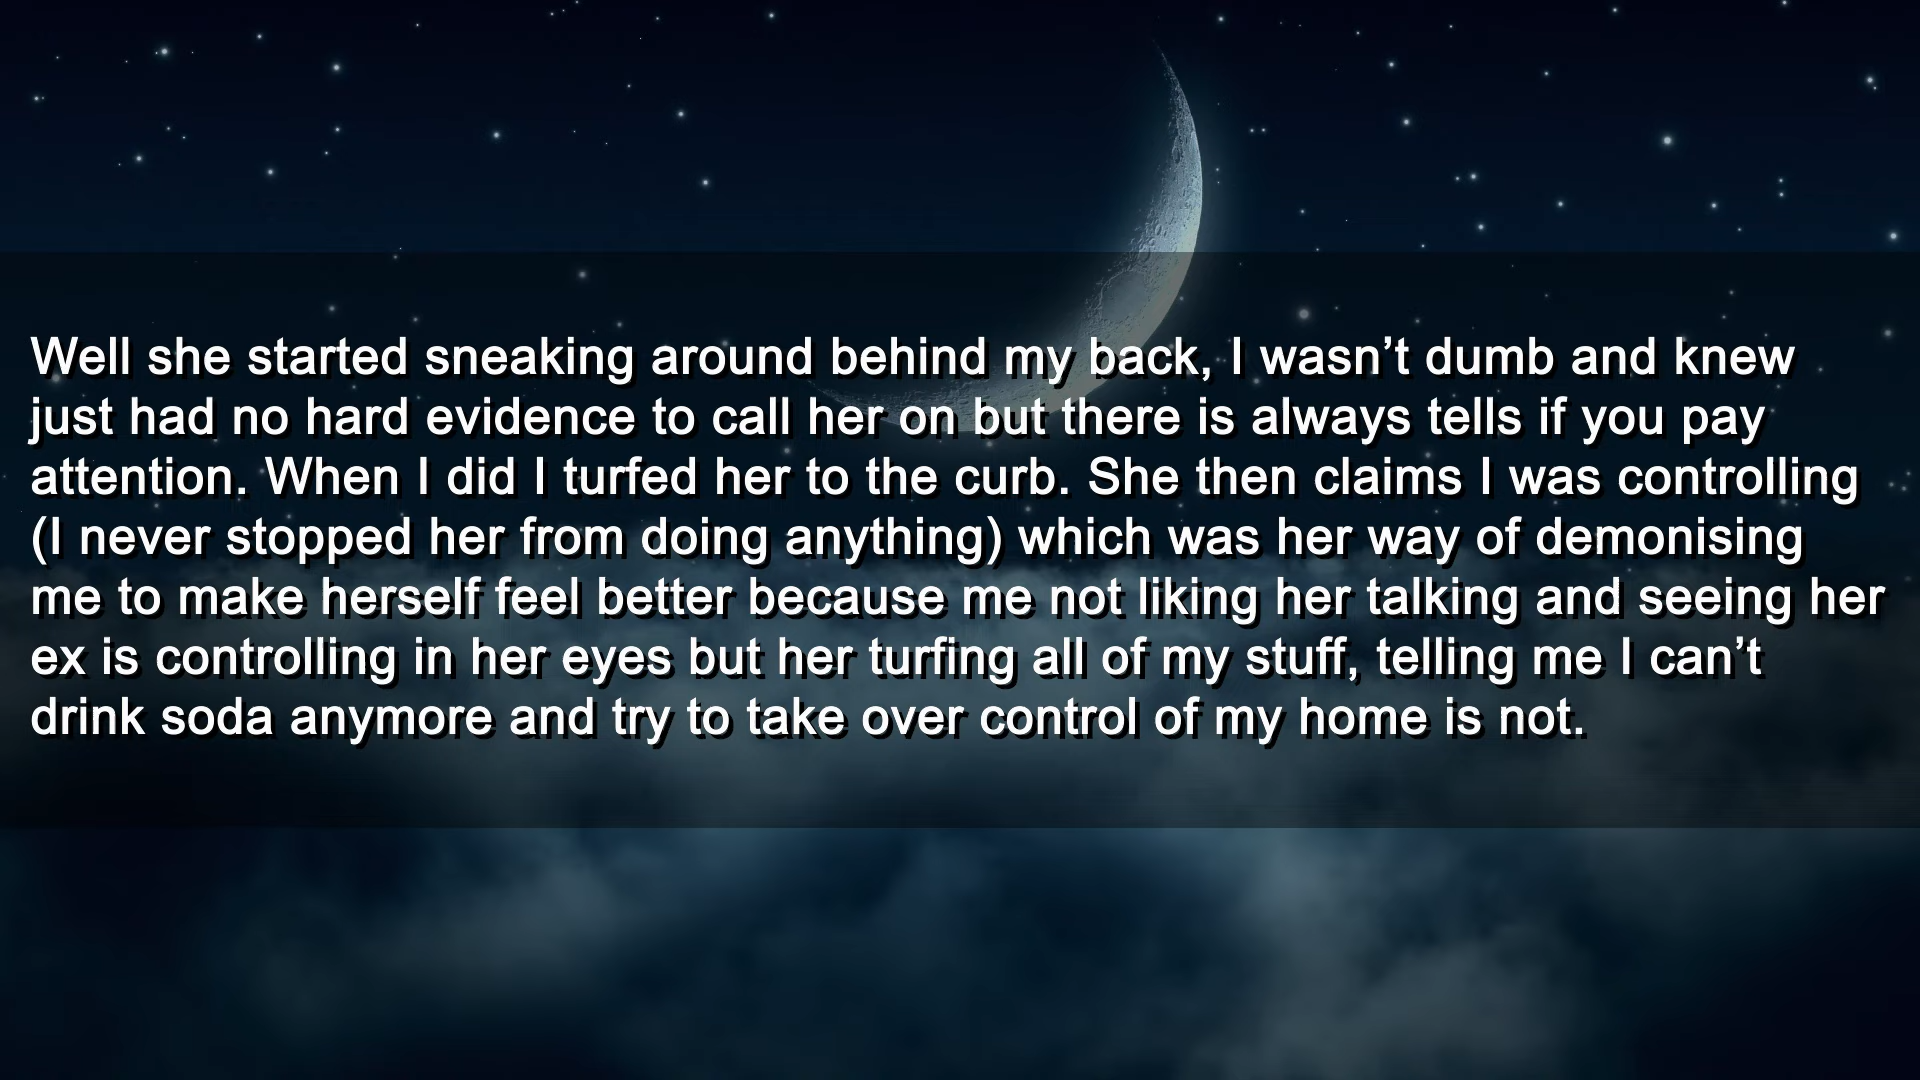 Well she started sneaking around behind my back, I wasn’t dumb and knew
just had no hard evidence to call her on but there is always tells if you pay
attention. When I did I turfed her to the curb. She then claims I was controlling
(I never stopped her from doing anything) which was her way of demonising
me to make herself feel better because me not liking her talking and seeing her
ex is controlling in her eyes but her turfing all of my stuff, telling me I can’t
drink soda anymore and try to take over control of my home is not.